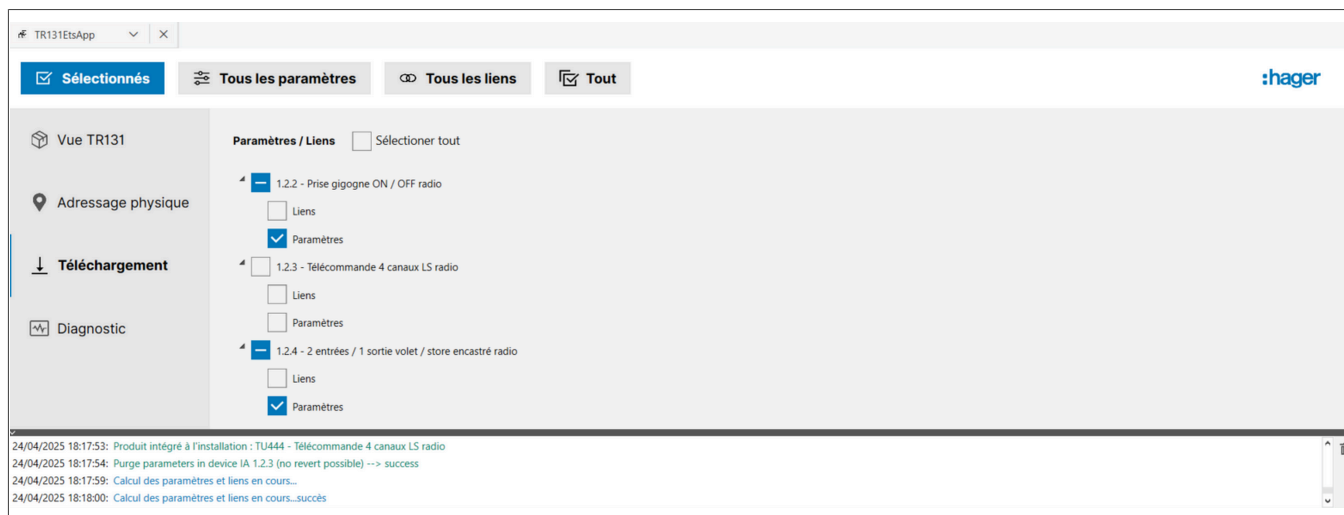 TR131EtsApp
Sélectionnés Tous les paramètres Tous les liens Tout :hager
Vue TR131
Adressage physique
Téléchargement
Diagnostic
Paramètres / Liens Sélectioner tout
1.2.2 - Prise gigogne ON / OFF radio
Liens
Paramètres
1.2.3 - Télécommande 4 canaux LS radio
Liens
Paramètres
1.2.4 - 2 entrées / 1 sortie volet / store encastré radio
Liens
Paramètres
24/04/2025 18:17:53: Produit intégré à l'installation : TU444 - Télécommande 4 canaux LS radio
24/04/2025 18:17:54: Purge parameters in device IA 1.2.3 (no revert possible) --> success
24/04/2025 18:17:59: Calcul des paramètres et liens en cours...
24/04/2025 18:18:00: Calcul des paramètres et liens en cours...succès